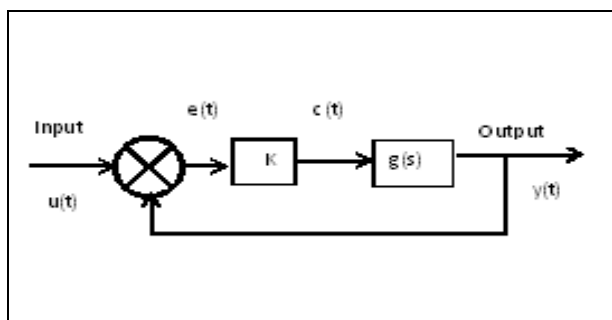 e(t)
c(t)
Input
K
g(s)
Output
u(t)
y(t)